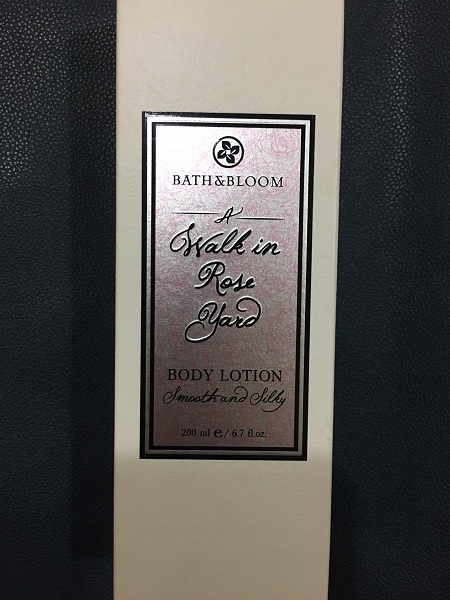 BATH&BLOOM
A
Walk in
Rose
Yard
BODY LOTION
Smooth and Silky
200 ml ℮/ 6.7 fl.oz.